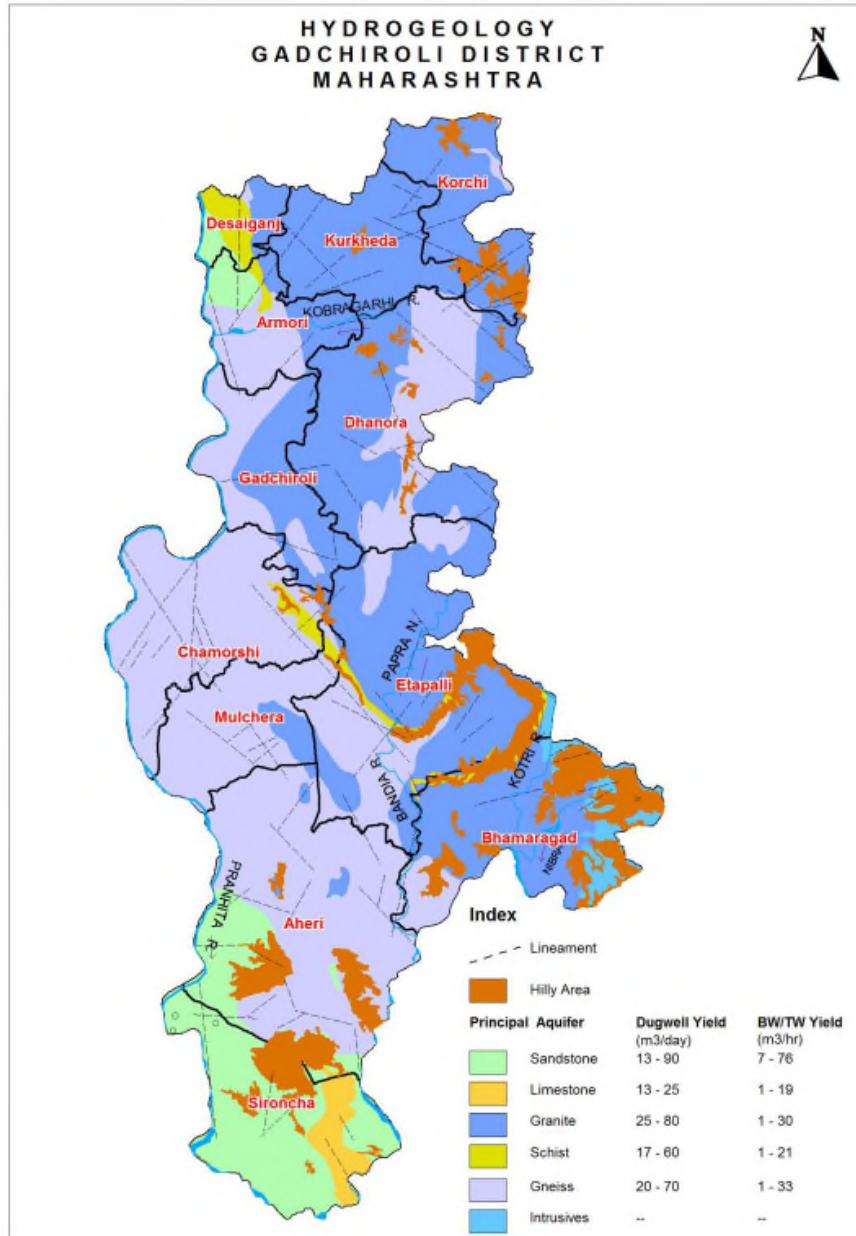 HYDROGEOLOGY
GADCHIROLI DISTRICT
MAHARASHTRA
N
Korchi
Desaiganj
Kurkheda
KOBRAGARHI R.
Armori
Dhanora
Gadchiroli
Chamorshi
PAPRA N.
Etapalli
Mulchera
BANDIA R.
KOTRI R.
Bhamaragad
PRANHITA R.
Aheri
Sironcha
Index
Lineament
Hilly Area
Principal Aquifer Dugwell Yield BW/TW Yield
(m3/day) (m3/hr)
Sandstone 13 - 90 7 - 76
Limestone 13 - 25 1 - 19
Granite 25 - 80 1 - 30
Schist 17 - 60 1 - 21
Gneiss 20 - 70 1 - 33
Intrusives -- --